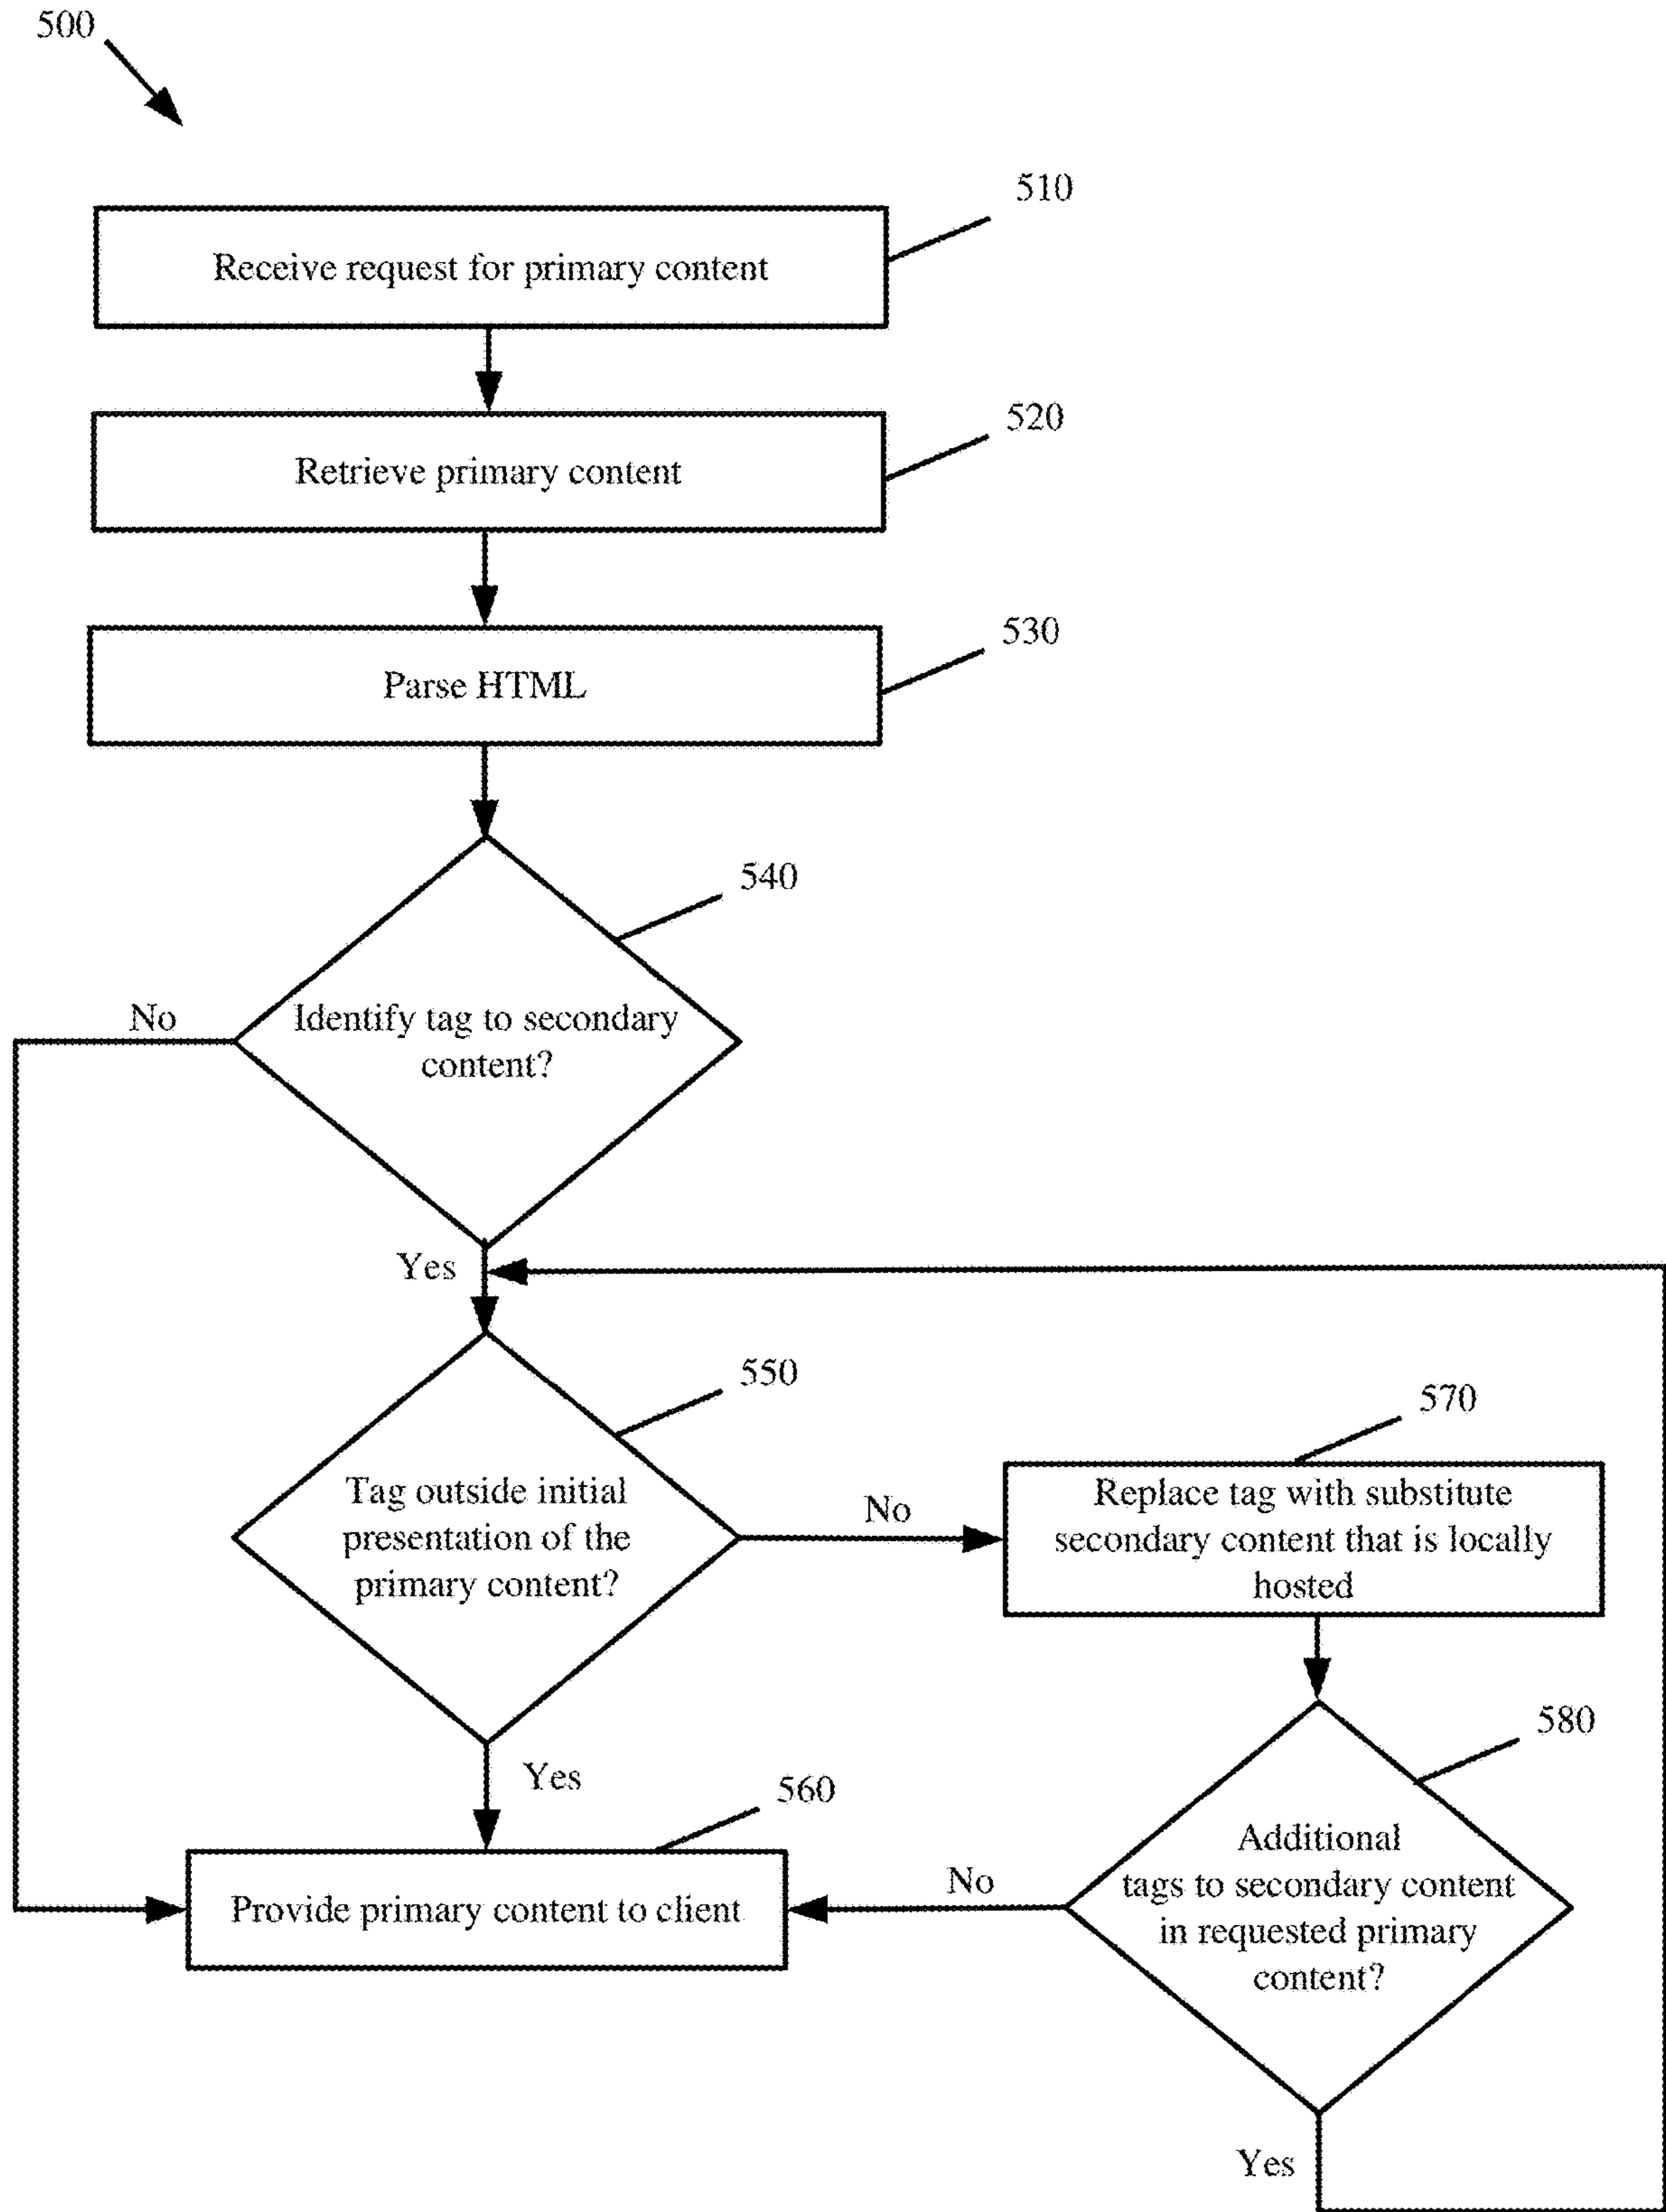 500
510
Receive request for primary content
520
Retrieve primary content
530
Parse HTML
540
No
Identify tag to secondary
content?
Yes
550
Tag outside initial
presentation of the
primary content?
No
570
Replace tag with substitute
secondary content that is locally
hosted
580
Yes
560
Provide primary content to client
No
Additional
tags to secondary content
in requested primary
content?
Yes